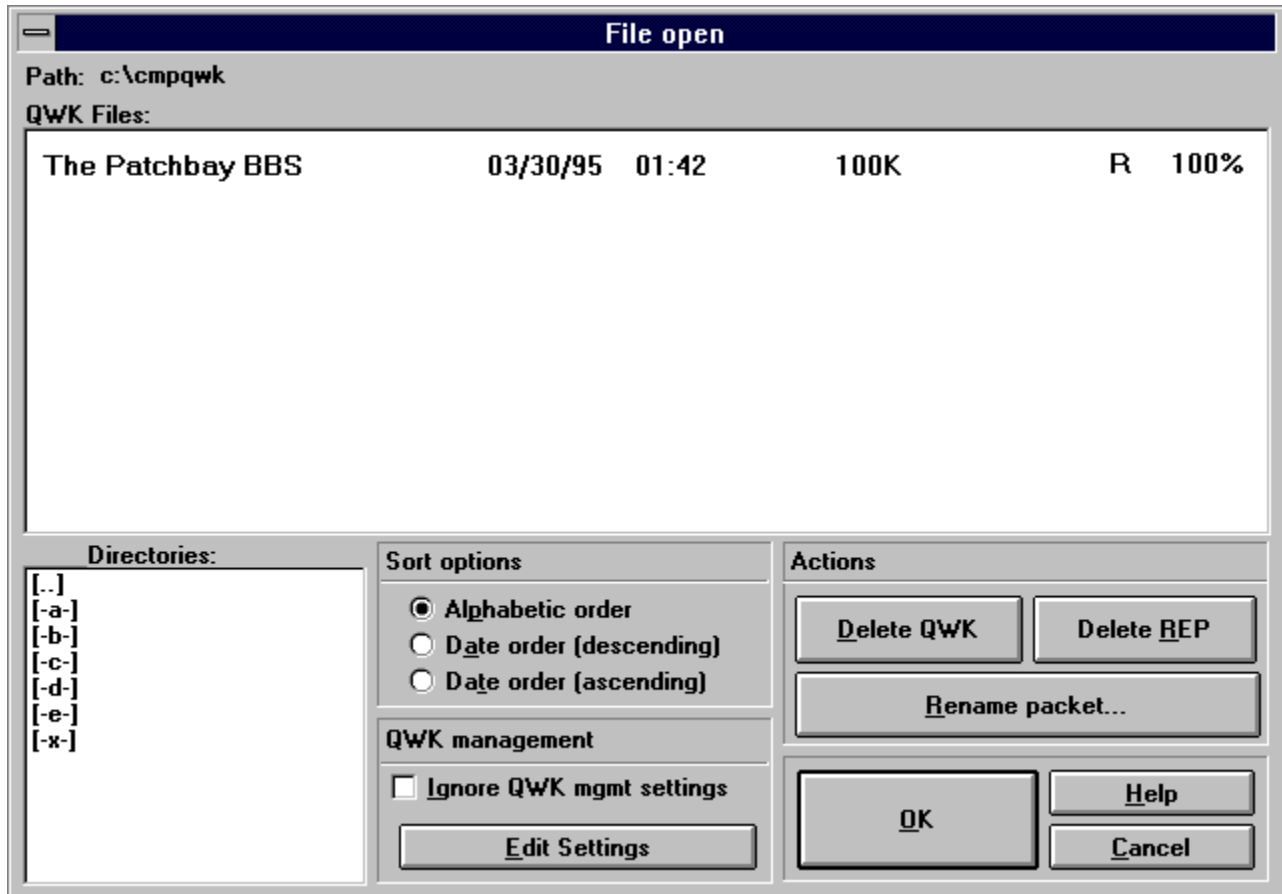 File open
Path: c:\cmpqwk
QWK Files:
The Patchbay BBS 03/30/95 01:42 100K R 100%
Directories:
[..]
[-a-]
[-b-]
[-c-]
[-d-]
[-e-]
[-x-]
Sort options
Alphabetic order
Date order (descending)
Date order (ascending)
QWK management
Ignore QWK mgmt settings
Edit Settings
Actions
Delete QWK Delete REP
Rename packet...
OK
Help
Cancel